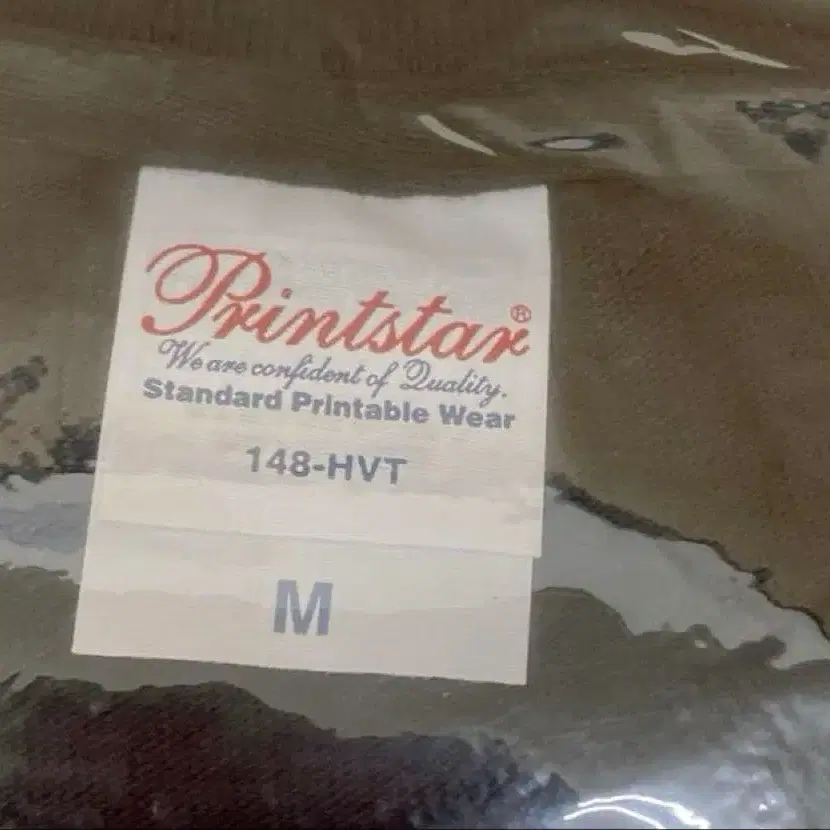 Printstar®
We are confident of Quality.
Standard Printable Wear
148-HVT
M